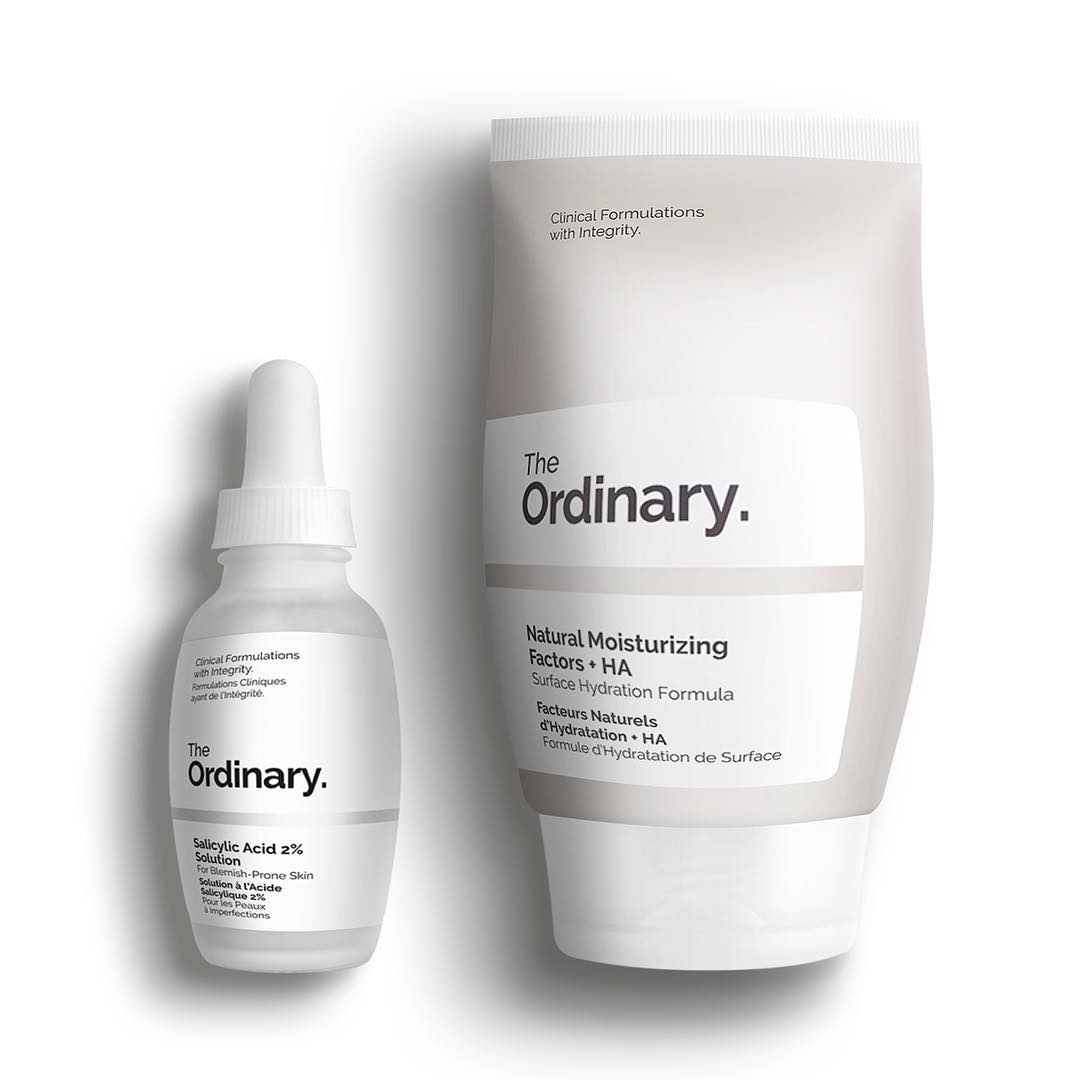 Clinical Formulations
with Integrity.
The
Ordinary.
Natural Moisturizing
Factors + HA
Surface Hydration Formula
Facteurs Naturels
d'Hydratation + HA
Formule d'Hydratation de Surface
Clinical Formulations
with Integrity.
Formulations Cliniques
ayant de l'Intégrité.
The
Ordinary.
Salicylic Acid 2%
Solution
For Blemish-Prone Skin
Solution à l'Acide
Salicylique 2%
Pour les Peaux
à Imperfections